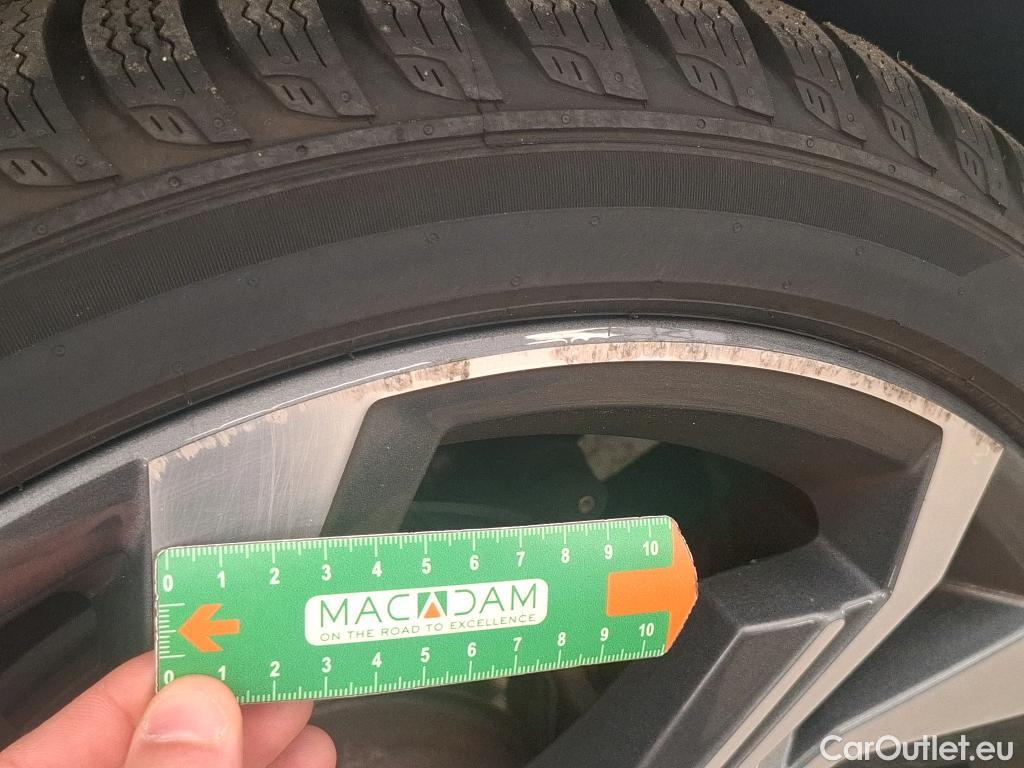 0 1 2 3 4 5 6 7 8 9 10
MACADAM
ON THE ROAD TO EXCELLENCE
0 1 2 3 4 5 6 7 8 9 10
CarOutlet.eu